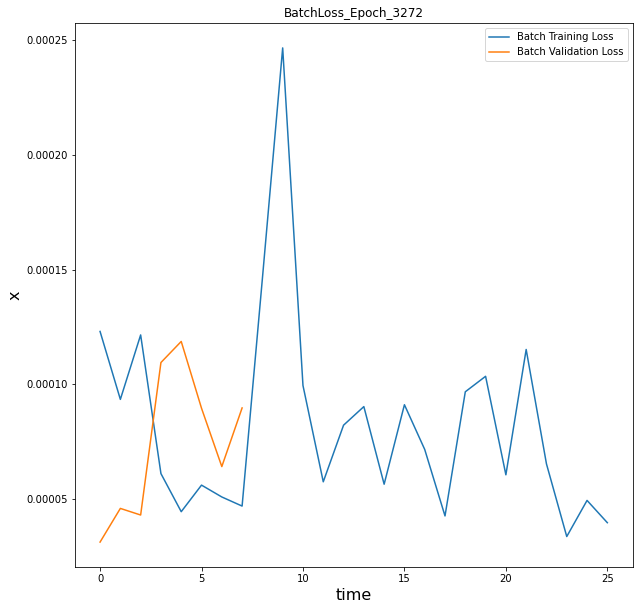 BatchLoss_Epoch_3272
Batch Training Loss
Batch Validation Loss
0.00025
0.00020
0.00015
0.00010
0.00005
x
0 5 10 15 20 25
time